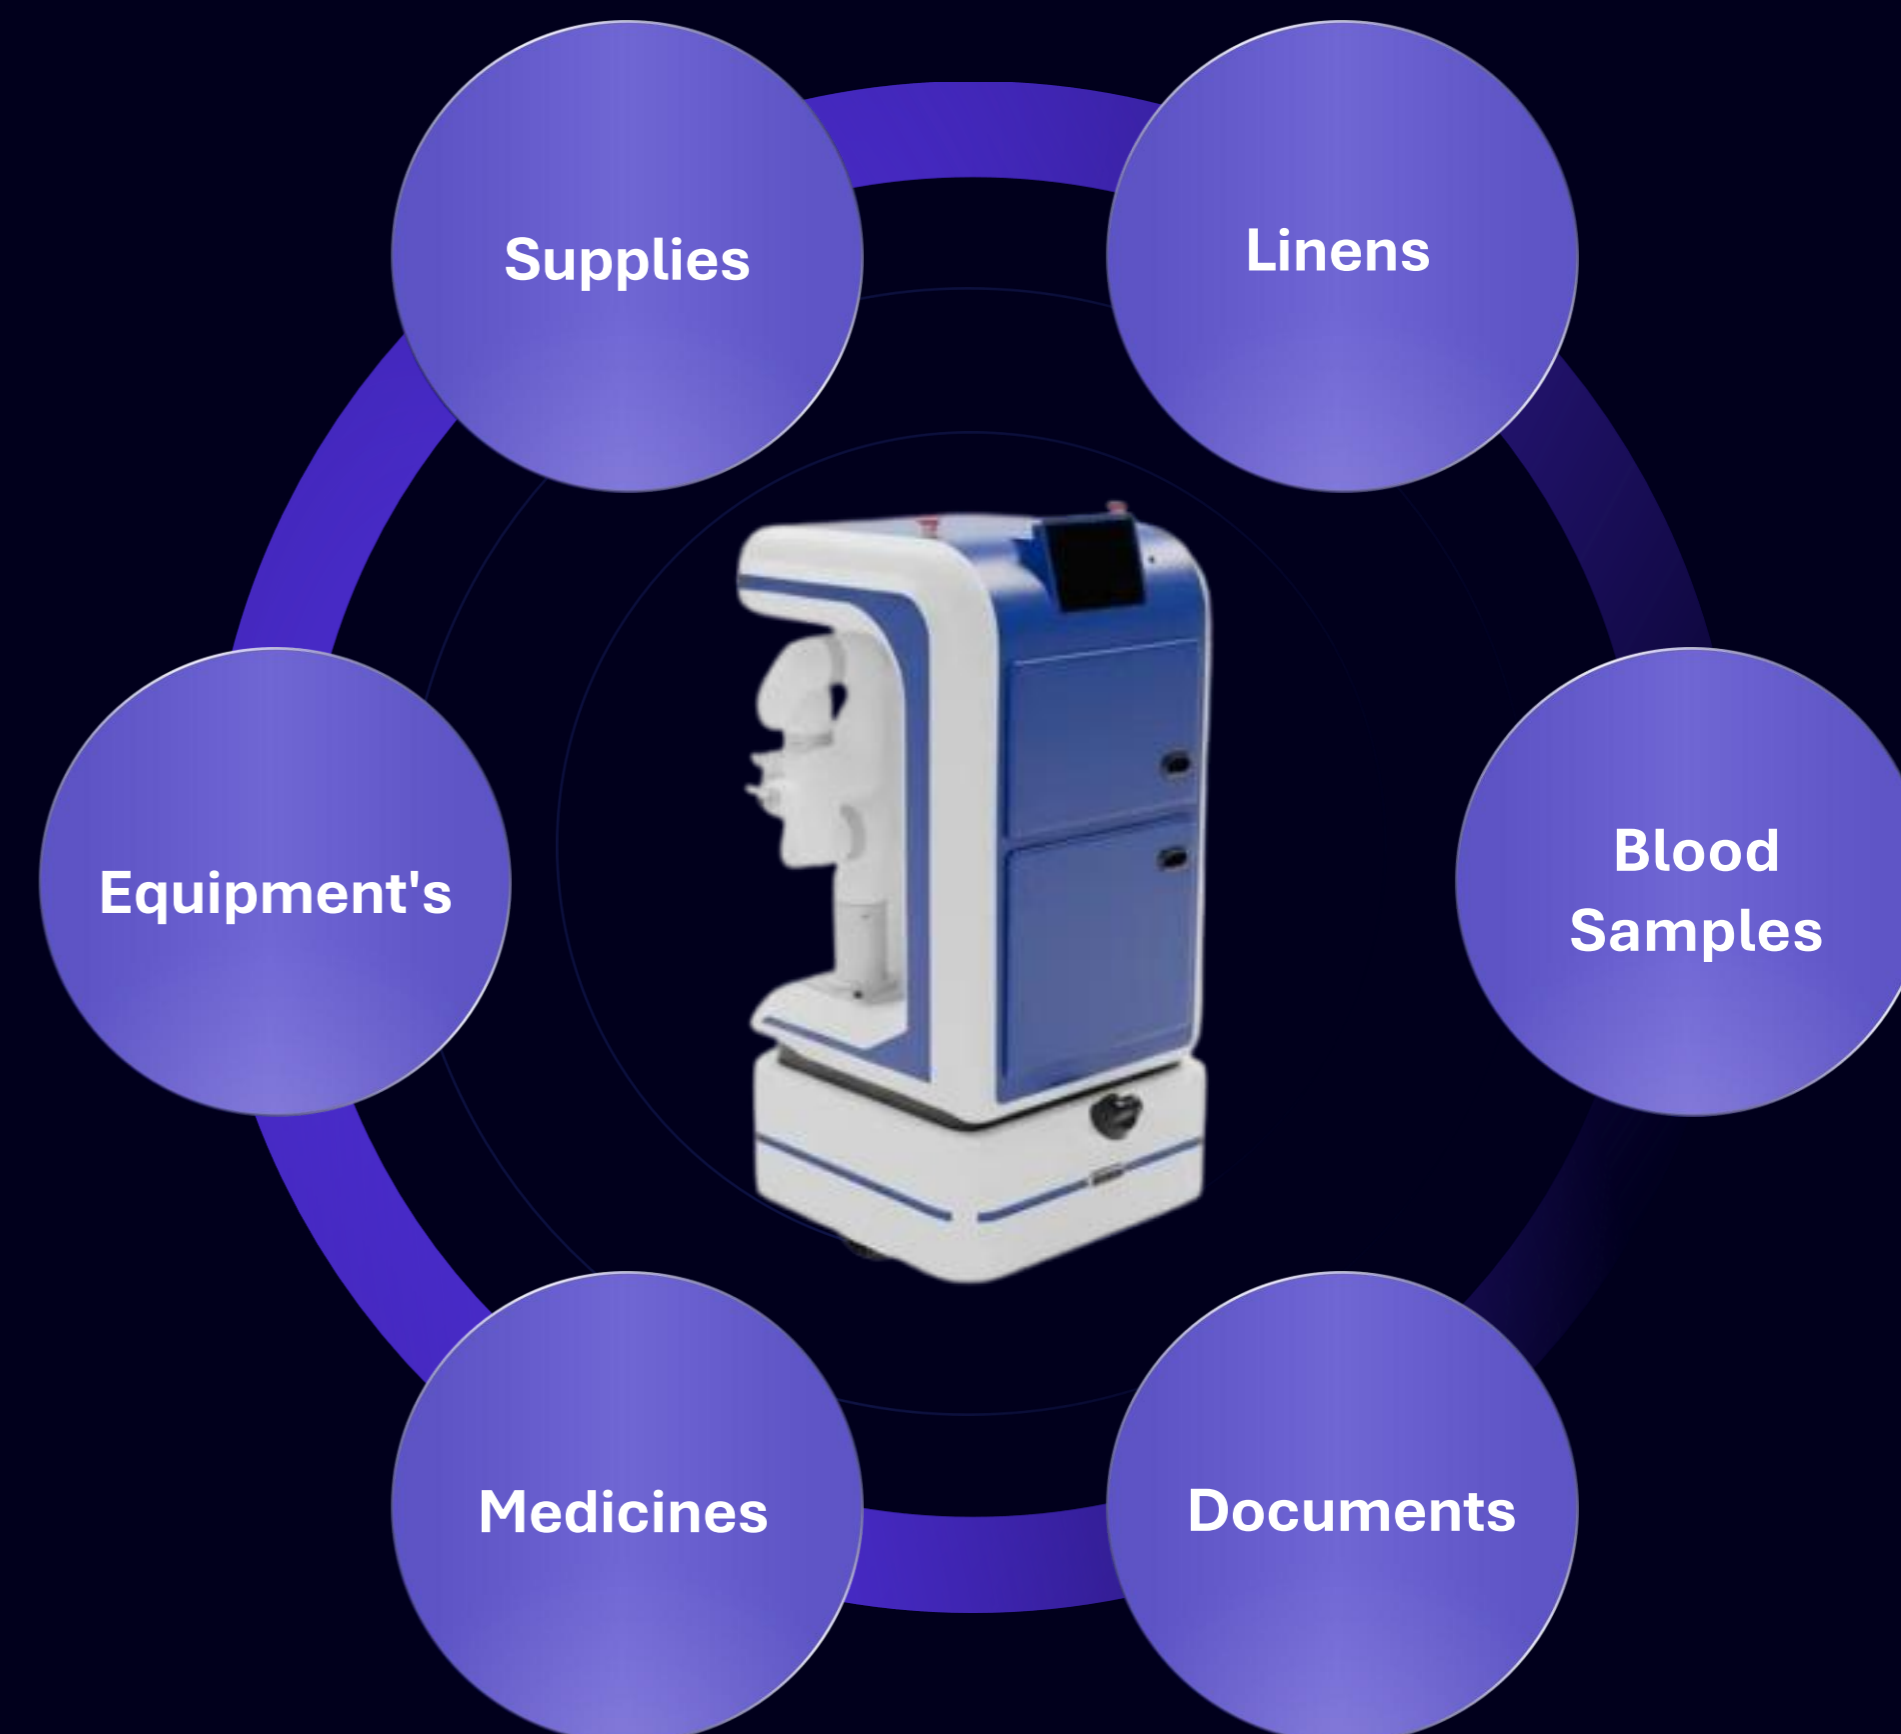 Supplies
Linens
Equipment's
Blood
Samples
Medicines
Documents